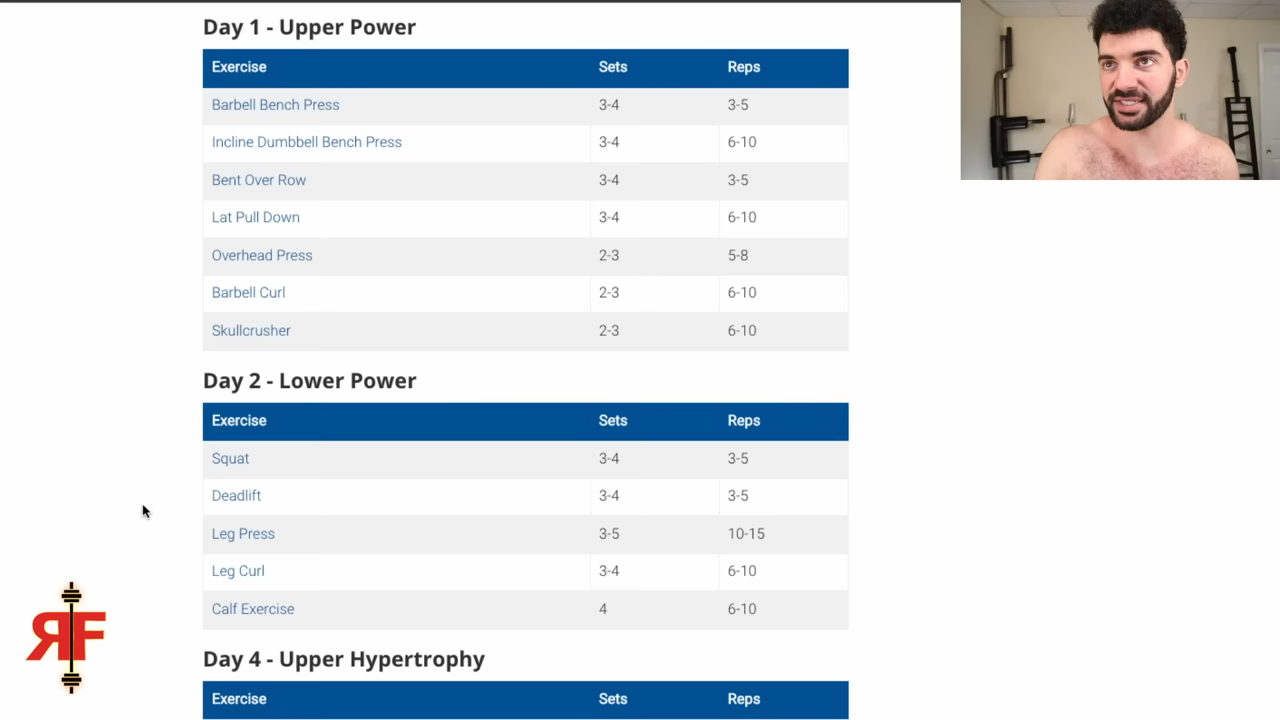 Day 1 - Upper Power
Exercise Sets Reps
Barbell Bench Press 3-4 3-5
Incline Dumbbell Bench Press 3-4 6-10
Bent Over Row 3-4 3-5
Lat Pull Down 3-4 6-10
Overhead Press 2-3 5-8
Barbell Curl 2-3 6-10
Skullcrusher 2-3 6-10
Day 2 - Lower Power
Exercise Sets Reps
Squat 3-4 3-5
Deadlift 3-4 3-5
Leg Press 3-5 10-15
Leg Curl 3-4 6-10
Calf Exercise 4 6-10
RF
Day 4 - Upper Hypertrophy
Exercise Sets Reps